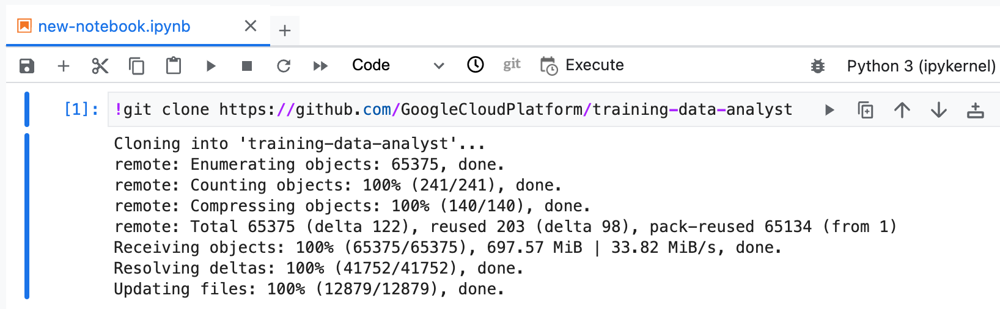 new-notebook.ipynb
Code git Execute Python 3 (ipykernel)
[1]: !git clone https://github.com/GoogleCloudPlatform/training-data-analyst
Cloning into 'training-data-analyst'...
remote: Enumerating objects: 65375, done.
remote: Counting objects: 100% (241/241), done.
remote: Compressing objects: 100% (140/140), done.
remote: Total 65375 (delta 122), reused 203 (delta 98), pack-reused 65134 (from 1)
Receiving objects: 100% (65375/65375), 697.57 MiB | 33.82 MiB/s, done.
Resolving deltas: 100% (41752/41752), done.
Updating files: 100% (12879/12879), done.